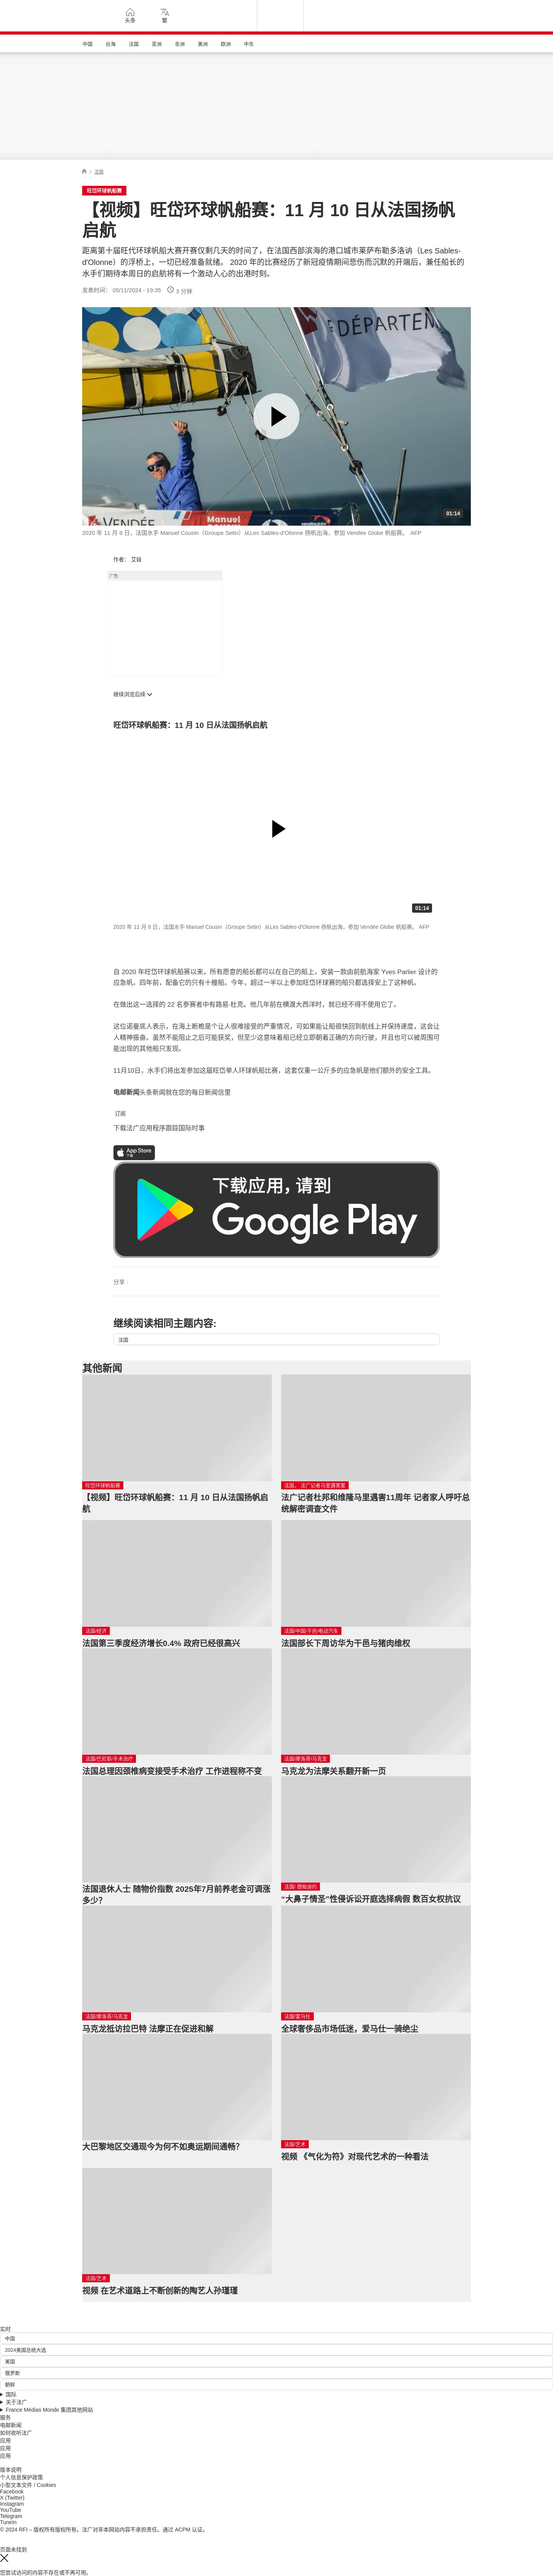 头条
繁
中国 台海 法国 亚洲 非洲 美洲 欧洲 中东
/ 法国
旺岱环球帆船赛
【视频】旺岱环球帆船赛：11 月 10 日从法国扬帆
启航
距离第十届旺代环球帆船大赛开赛仅剩几天的时间了，在法国西部滨海的港口城市莱萨布勒多洛讷（Les Sables-
d'Olonne）的浮桥上，一切已经准备就绪。 2020 年的比赛经历了新冠疫情期间悲伤而沉默的开端后，兼任船长的
水手们期待本周日的启航将有一个激动人心的出港时刻。
发表时间： 05/11/2024 - 19:35 3 分钟
DÉPARTEN
VENDÉE
Manuel
Cousin
01:14
2020 年 11 月 8 日，法国水手 Manuel Cousin（Groupe Setin）从Les Sables-d'Olonne 扬帆出海，参加 Vendée Globe 帆船赛。 AFP
作者： 艾娃
广告
继续浏览后续
旺岱环球帆船赛：11 月 10 日从法国扬帆启航
01:14
2020 年 11 月 8 日，法国水手 Manuel Cousin（Groupe Setin）从Les Sables-d'Olonne 扬帆出海，参加 Vendée Globe 帆船赛。 AFP
自 2020 年旺岱环球帆船赛以来，所有愿意的船长都可以在自己的船上，安装一款由前航海家 Yves Parlier 设计的
应急帆。四年前，配备它的只有十艘船。今年，超过一半以上参加旺岱环球赛的船只都选择安上了这种帆。
在做出这一选择的 22 名参赛者中有路易·杜克。他几年前在横渡大西洋时，就已经不得不使用它了。
这位诺曼底人表示，在海上断桅是个让人很难接受的严重情况，可如果能让船很快回到航线上并保持速度，这会让
人精神振奋。虽然不能阻止之后可能获奖，但至少这意味着船已经立即朝着正确的方向行驶，并且也可以被周围可
能出现的其他船只发现。
11月10日，水手们将出发参加这届旺岱单人环球帆船比赛，这套仅重一公斤多的应急帆是他们额外的安全工具。
电邮新闻头条新闻就在您的每日新闻信里
订阅
下载法广应用程序跟踪国际时事
App Store
下载
下载应用，请到
Google Play
分享 :
继续阅读相同主题内容:
法国
其他新闻
旺岱环球帆船赛
【视频】旺岱环球帆船赛：11 月 10 日从法国扬帆启
航
法国， 法广记者马里遇害案
法广记者杜邦和维隆马里遇害11周年 记者家人呼吁总
统解密调查文件
法国/经济
法国第三季度经济增长0.4% 政府已经很高兴
法国/中国/干邑/电动汽车
法国部长下周访华为干邑与猪肉维权
法国/巴尼耶/手术治疗
法国总理因颈椎病变接受手术治疗 工作进程称不变
法国/摩洛哥/马克龙
马克龙为法摩关系翻开新一页
法国退休人士 随物价指数 2025年7月前养老金可调涨
多少？
法国/ 德帕迪约
“大鼻子情圣”性侵诉讼开庭选择病假 数百女权抗议
法国/摩洛哥/马克龙
马克龙抵访拉巴特 法摩正在促进和解
法国/爱马仕
全球奢侈品市场低迷，爱马仕一骑绝尘
大巴黎地区交通现今为何不如奥运期间通畅?
法国/艺术
视频 《气化为符》对现代艺术的一种看法
法国/艺术
视频 在艺术道路上不断创新的陶艺人孙瑾瑾
实时
中国
2024美国总统大选
美国
俄罗斯
朝鲜
国际
关于法广
France Médias Monde 集团其他网站
服务
电邮新闻
如何收听法广
应用
应用
应用
版本说明
个人信息保护政策
小型文本文件 / Cookies
Facebook
X (Twitter)
Instagram
YouTube
Telegram
TuneIn
© 2024 RFI – 版权所有版权所有。法广对非本网站内容不承担责任。通过 ACPM 认证。
页面未找到
您尝试访问的内容不存在或不再可用。